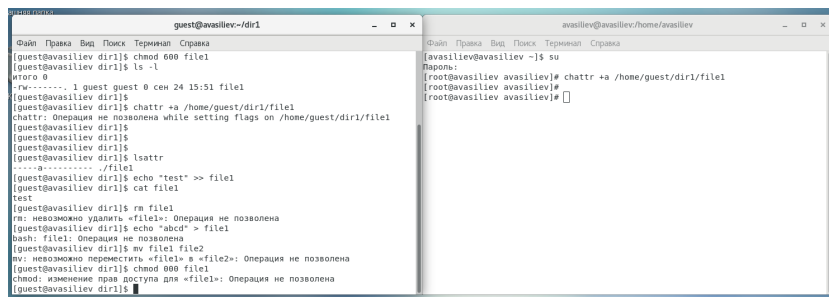 guest@avasiliev:~/dir1
Файл Правка Вид Поиск Терминал Справка
[guest@avasiliev dir1]$ chmod 600 file1
[guest@avasiliev dir1]$ ls -l
итого 0
-rw-------. 1 guest guest 0 сен 24 15:51 file1
[guest@avasiliev dir1]$
[guest@avasiliev dir1]$ chattr +a /home/guest/dir1/file1
chattr: Операция не позволена while setting flags on /home/guest/dir1/file1
[guest@avasiliev dir1]$
[guest@avasiliev dir1]$
[guest@avasiliev dir1]$
[guest@avasiliev dir1]$ lsattr
-----a---------- ./file1
[guest@avasiliev dir1]$ echo "test" >> file1
[guest@avasiliev dir1]$ cat file1
test
[guest@avasiliev dir1]$ rm file1
rm: невозможно удалить «file1»: Операция не позволена
[guest@avasiliev dir1]$ echo "abcd" > file1
bash: file1: Операция не позволена
[guest@avasiliev dir1]$ mv file1 file2
mv: невозможно переместить «file1» в «file2»: Операция не позволена
[guest@avasiliev dir1]$ chmod 000 file1
chmod: изменение прав доступа для «file1»: Операция не позволена
[guest@avasiliev dir1]$
avasiliev@avasiliev:/home/avasiliev
Файл Правка Вид Поиск Терминал Справка
[avasiliev@avasiliev ~]$ su
Пароль:
[root@avasiliev avasiliev]# chattr +a /home/guest/dir1/file1
[root@avasiliev avasiliev]#
[root@avasiliev avasiliev]#